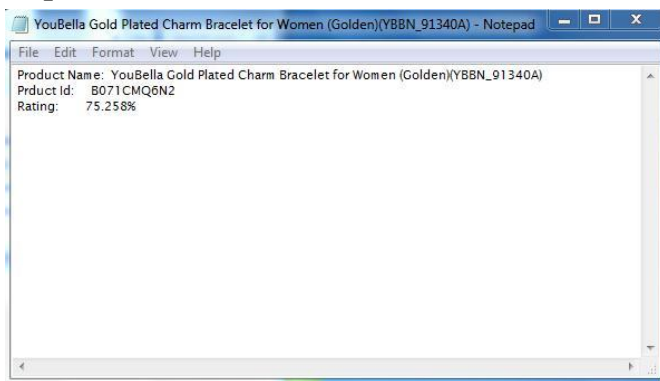 YouBella Gold Plated Charm Bracelet for Women (Golden)(YBBN_91340A) - Notepad
File Edit Format View Help
Product Name: YouBella Gold Plated Charm Bracelet for Women (Golden)(YBBN_91340A)
Prduct Id: B071CMQ6N2
Rating: 75.258%